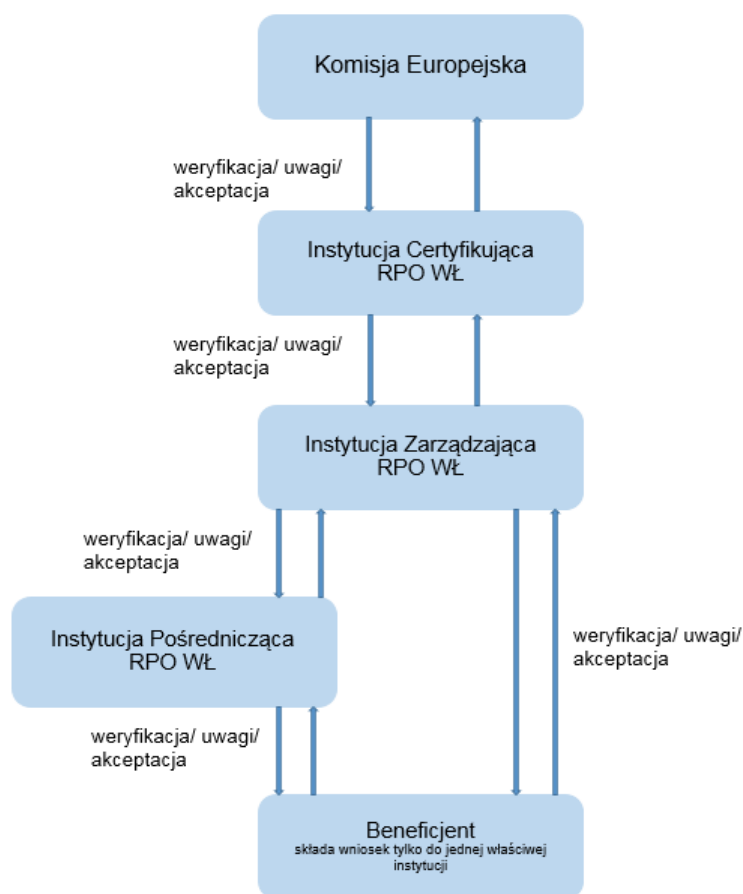 Komisja Europejska
weryfikacja/ uwagi/
akceptacja
Instytucja Certyfikująca
RPO WŁ
weryfikacja/ uwagi/
akceptacja
Instytucja Zarządzająca
RPO WŁ
weryfikacja/ uwagi/
akceptacja
Instytucja Pośrednicząca
RPO WŁ
weryfikacja/ uwagi/
akceptacja
weryfikacja/ uwagi/
akceptacja
Beneficjent
składa wniosek tylko do jednej właściwej
instytucji